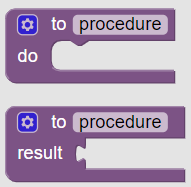 to procedure
do
to procedure
result